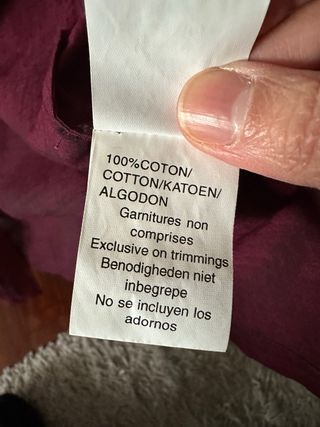 100%COTON/
COTTON/KATOEN/
ALGODON
Garnitures non
comprises
Exclusive on trimmings
Benodigheden niet
inbegrepe
No se incluyen los
adornos